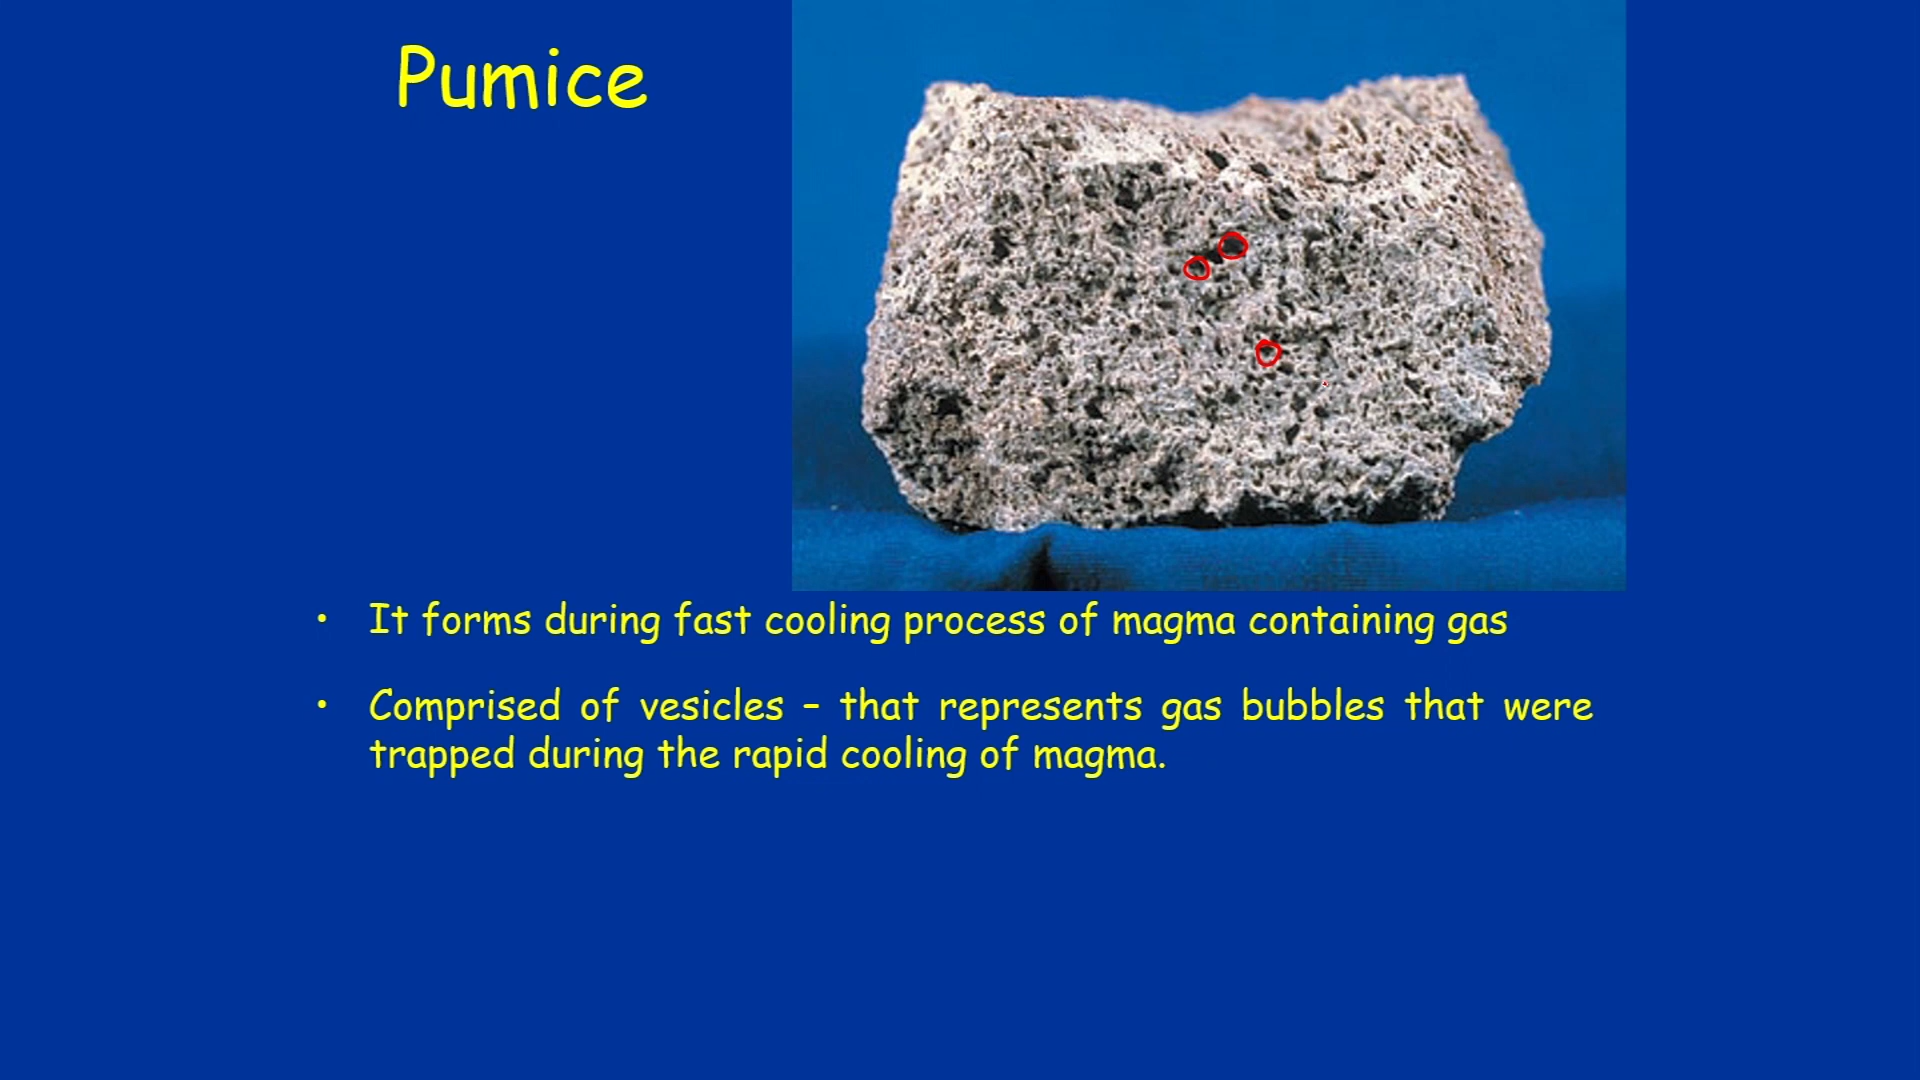 Pumice
• It forms during fast cooling process of magma containing gas
• Comprised of vesicles – that represents gas bubbles that were
trapped during the rapid cooling of magma.